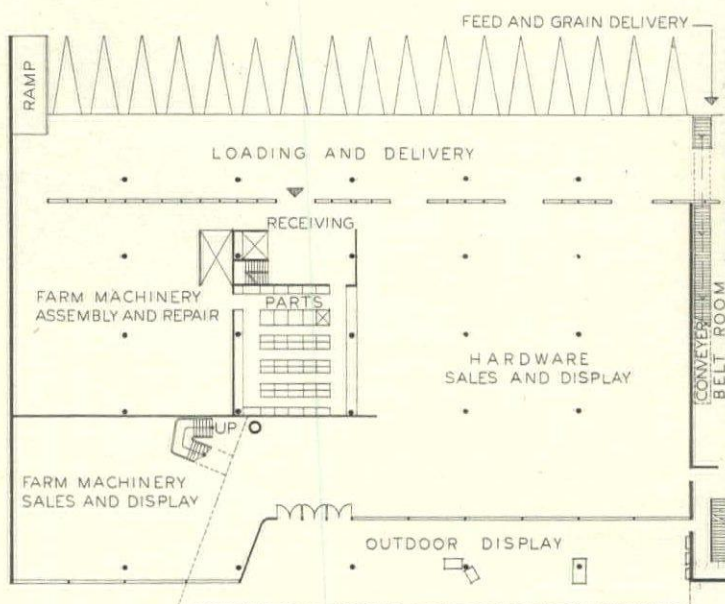 FEED AND GRAIN DELIVERY
RAMP
LOADING AND DELIVERY
RECEIVING
FARM MACHINERY
ASSEMBLY AND REPAIR
PARTS
HARDWARE
SALES AND DISPLAY
CONVEYER
BELT ROOM
UP
FARM MACHINERY
SALES AND DISPLAY
OUTDOOR DISPLAY